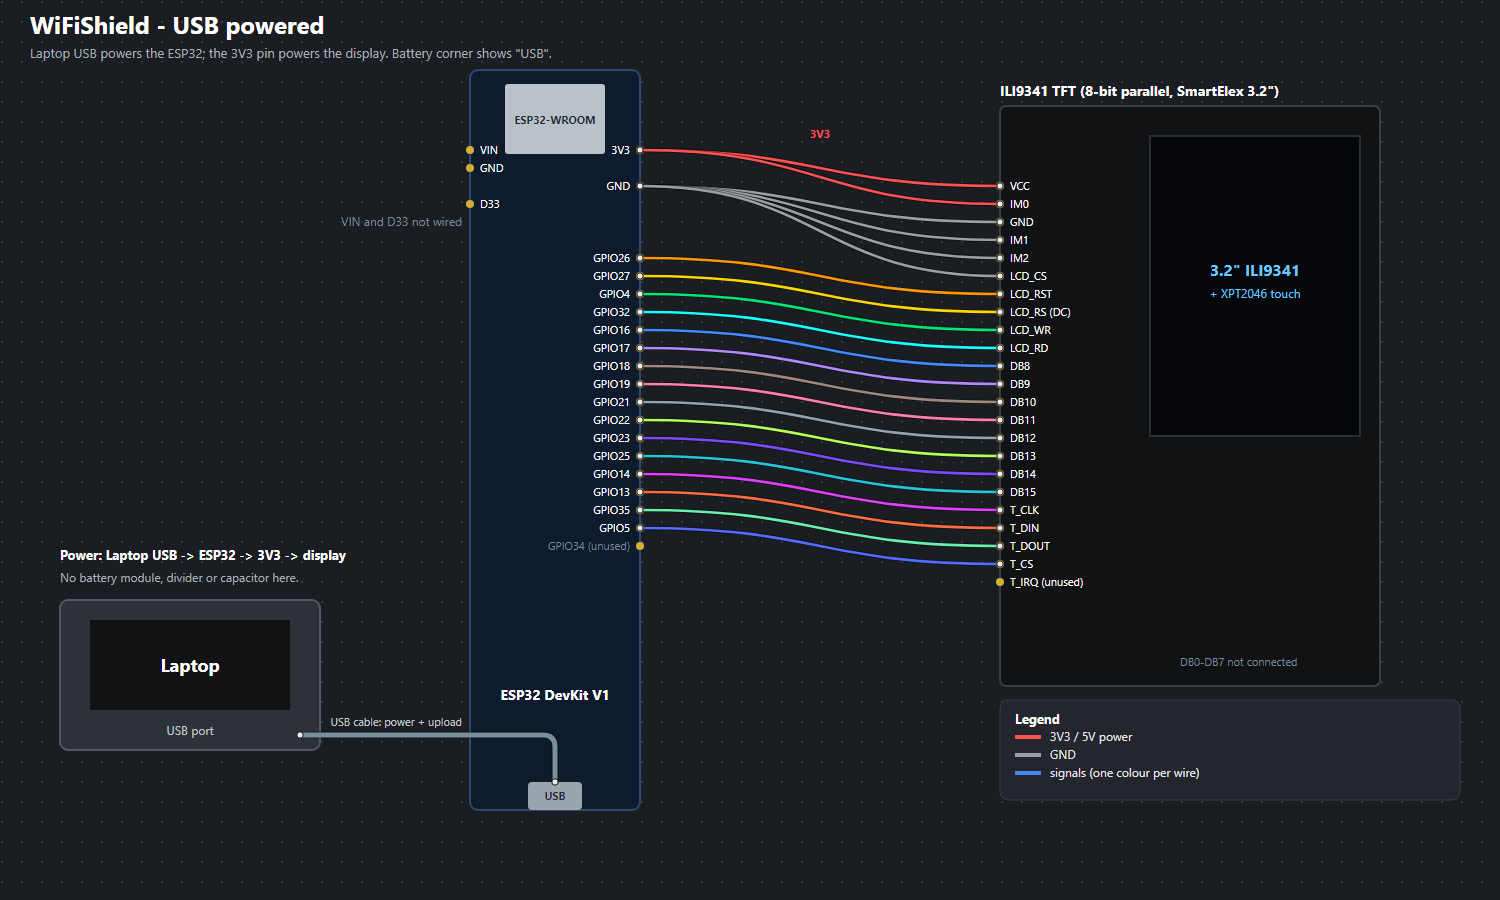 WiFiShield - USB powered
Laptop USB powers the ESP32; the 3V3 pin powers the display. Battery corner shows "USB".
ILI9341 TFT (8-bit parallel, SmartElex 3.2")
ESP32-WROOM
3V3
VIN
3V3
GND
GND
D33
VIN and D33 not wired
VCC
IM0
GND
IM1
IM2
LCD_CS
LCD_RST
LCD_RS (DC)
LCD_WR
LCD_RD
DB8
DB9
DB10
DB11
DB12
DB13
DB14
DB15
T_CLK
T_DIN
T_DOUT
T_CS
T_IRQ (unused)
GPIO26
GPIO27
GPIO4
GPIO32
GPIO16
GPIO17
GPIO18
GPIO19
GPIO21
GPIO22
GPIO23
GPIO25
GPIO14
GPIO13
GPIO35
GPIO5
GPIO34 (unused)
3.2" ILI9341
+ XPT2046 touch
DB0-DB7 not connected
Power: Laptop USB -> ESP32 -> 3V3 -> display
No battery module, divider or capacitor here.
Laptop
USB port
USB cable: power + upload
ESP32 DevKit V1
USB
Legend
3V3 / 5V power
GND
signals (one colour per wire)